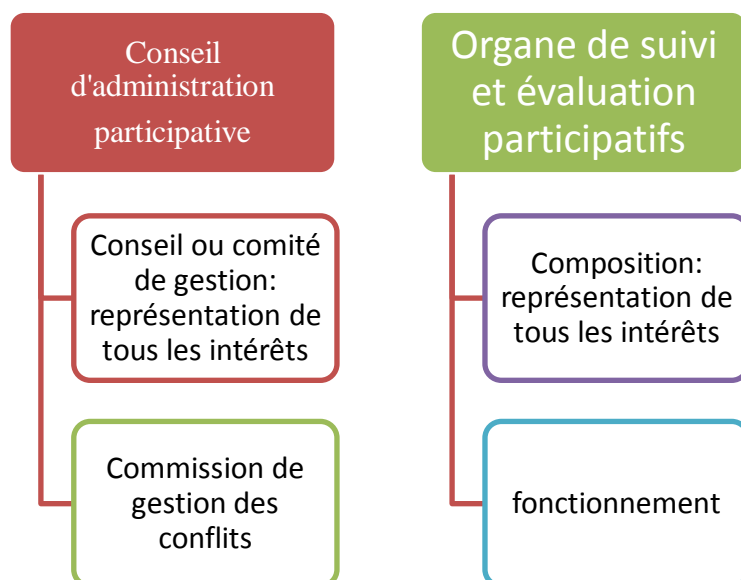 Conseil
d'administration
participative
Conseil ou comité
de gestion:
représentation de
tous les intérêts
Commission de
gestion des
conflits
Organe de suivi
et évaluation
participatifs
Composition:
représentation de
tous les intérêts
fonctionnement